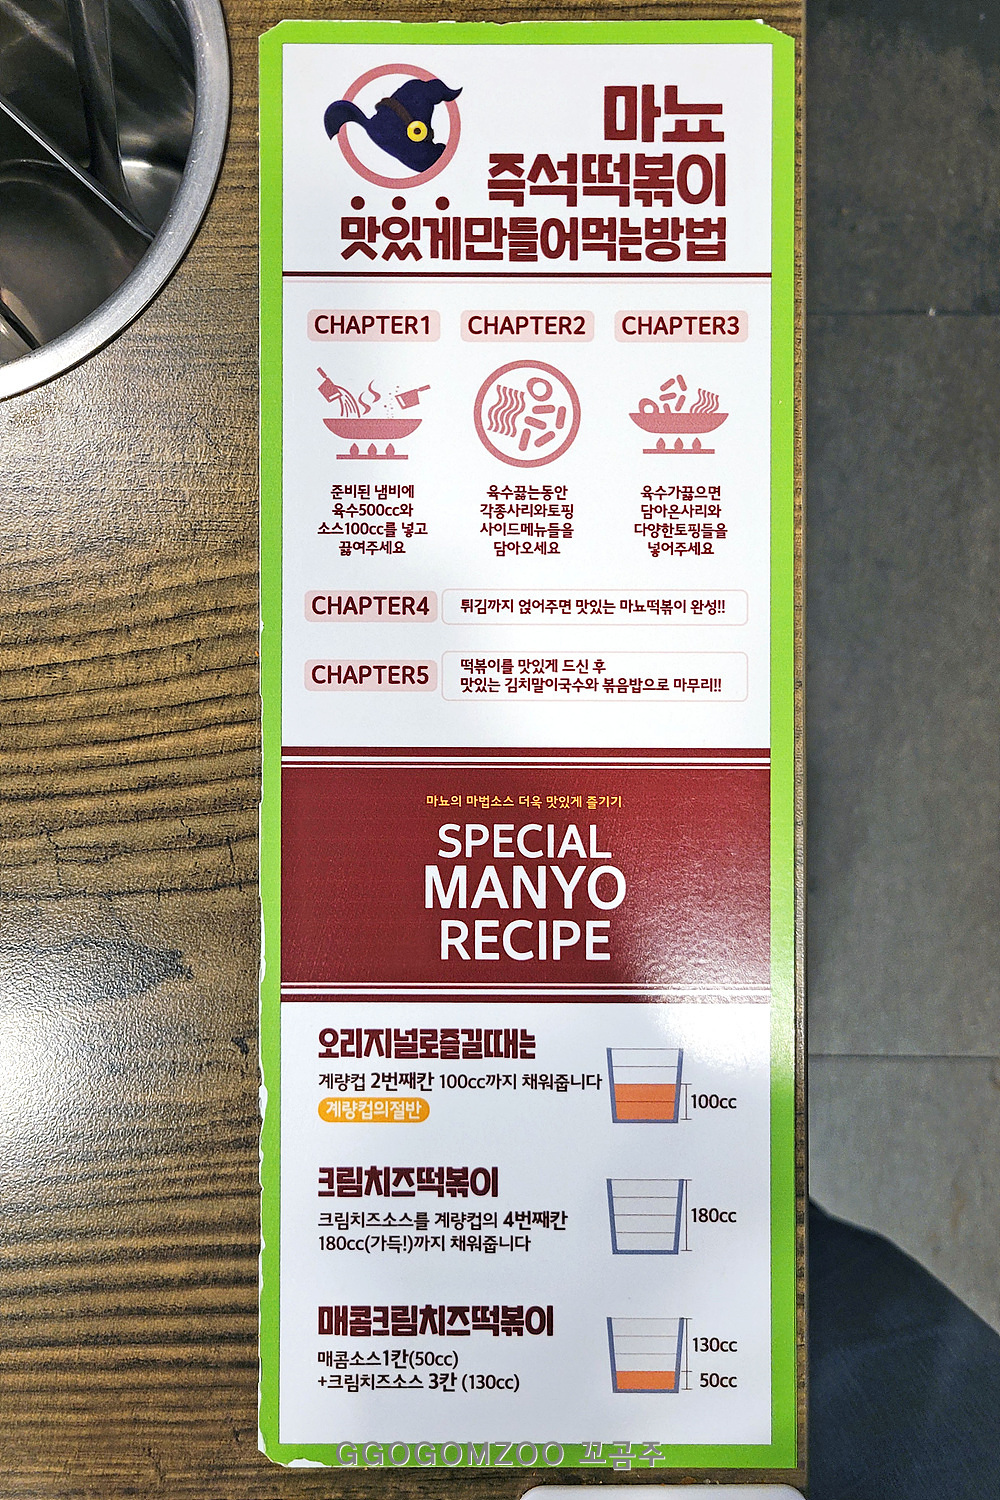 마뇨
즉석떡볶이
맛있게만들어먹는방법
CHAPTER1
CHAPTER2
CHAPTER3
준비된 냄비에
육수500cc와
소스100cc를 넣고
끓여주세요
육수끓는동안
각종사리와토핑
사이드메뉴들을
담아오세요
육수가끓으면
담아온사리와
다양한토핑들을
넣어주세요
CHAPTER4
튀김까지 얹어주면 맛있는 마뇨떡볶이 완성!!
CHAPTER5
떡볶이를 맛있게 드신 후
맛있는 김치말이국수와 볶음밥으로 마무리!!
마뇨의 마법소스 더욱 맛있게 즐기기
SPECIAL
MANYO
RECIPE
오리지널로즐길때는
계량컵 2번째칸 100cc까지 채워줍니다
계량컵의절반
100cc
크림치즈떡볶이
크림치즈소스를 계량컵의 4번째칸
180cc(가득!)까지 채워줍니다
180cc
매콤크림치즈떡볶이
매콤소스1칸(50cc)
+크림치즈소스 3칸 (130cc)
130cc
50cc
GGOGOMZOO 꼬곰주